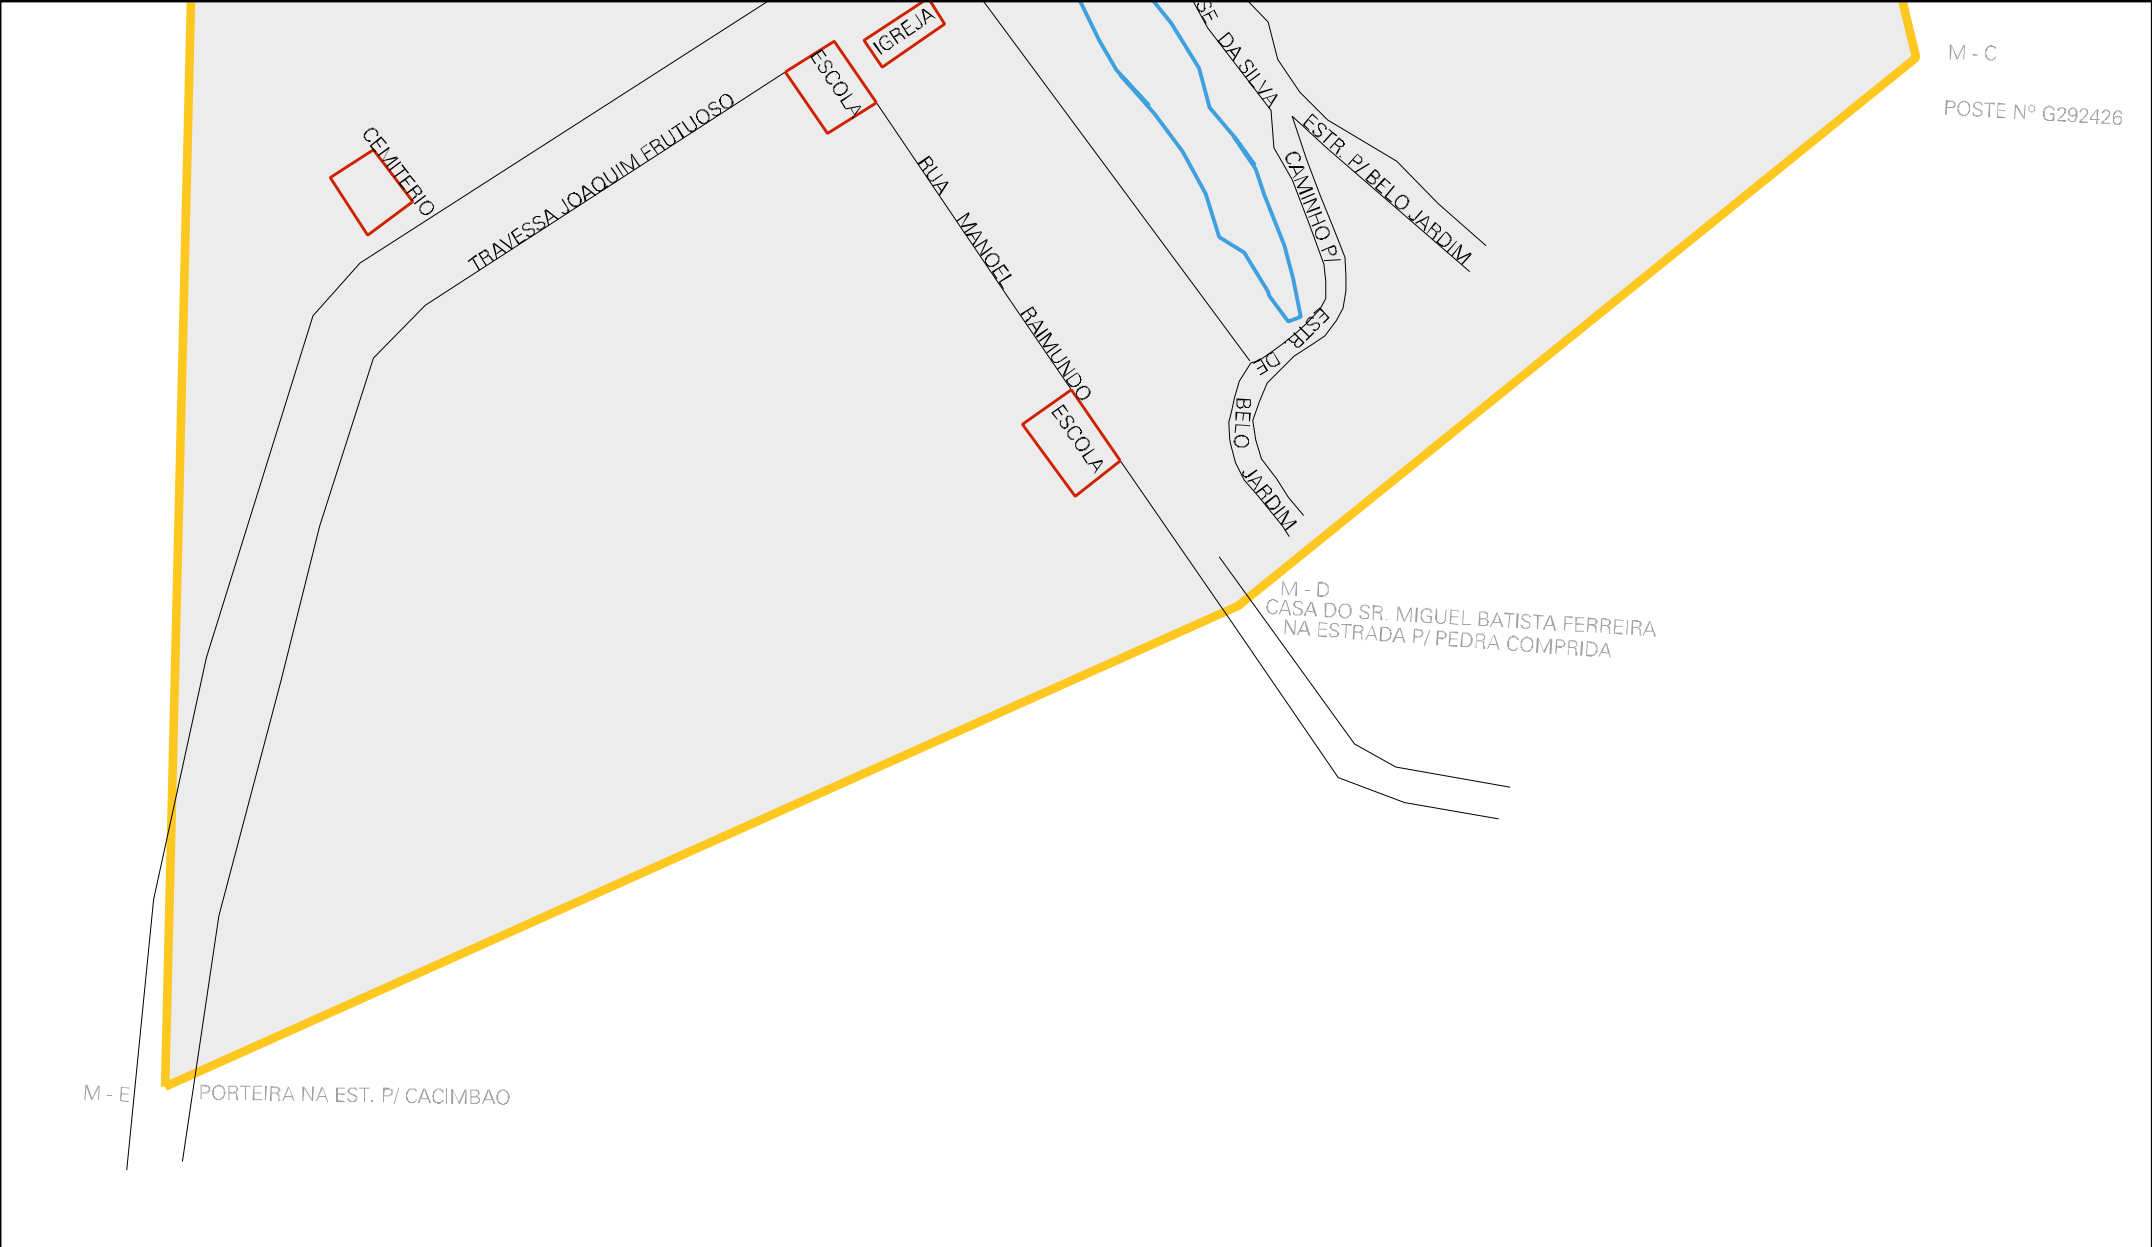 IGREJA
SE DA SILVA
M - C
ESCOLA
POSTE Nº G292426
CEMITERIO
TRAVESSA JOAQUIM FRUTUOSO
ESTR. P/ BELO JARDIM
RUA MANOEL RAIMUNDO
CAMINHO P/
ESTR DE BELO JARDIM
ESCOLA
M - D
CASA DO SR. MIGUEL BATISTA FERREIRA
NA ESTRADA P/ PEDRA COMPRIDA
M - E
PORTEIRA NA EST. P/ CACIMBAO